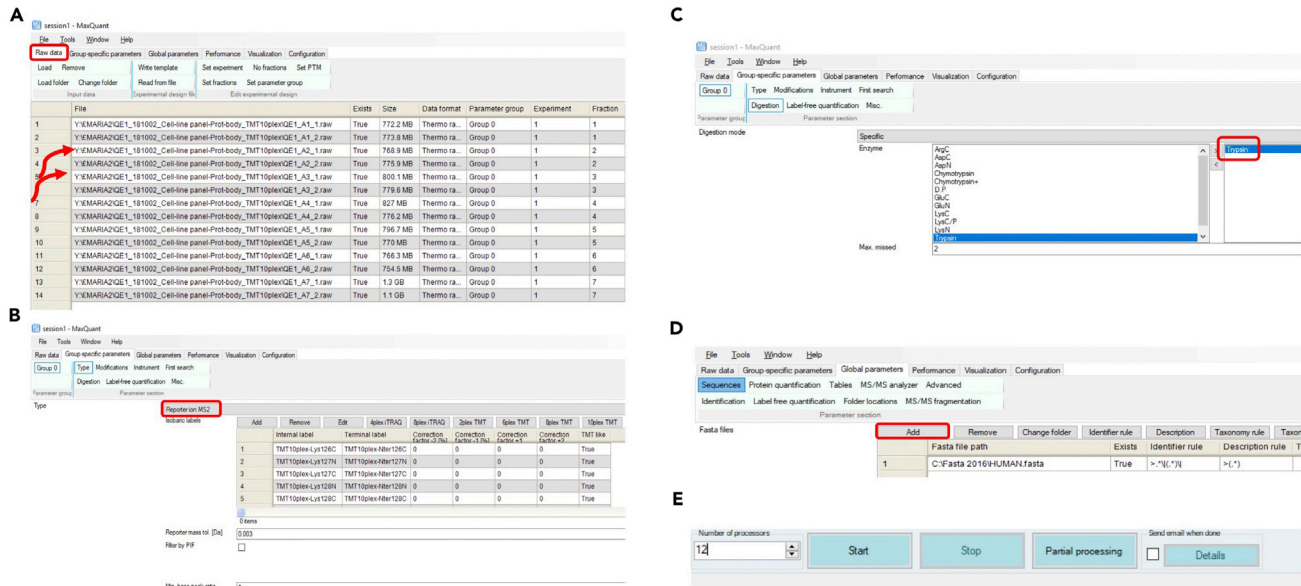 A
session1 - MaxQuant
File Tools Window Help
Raw data Group-specific parameters Global parameters Performance Visualization Configuration
Load Remove Write template Set experiment No fractions Set PTM
Load folder Change folder Read from file Set fractions Set parameter group
Input data Experimental design file Edit experimental design
File Exists Size Data format Parameter group Experiment Fraction
1 Y:\EMARIA2\QE1_181002_Cell-line panel-Prot-body_TMT10plex\QE1_A1_1.raw True 772.2 MB Thermo ra... Group 0 1 1
2 Y:\EMARIA2\QE1_181002_Cell-line panel-Prot-body_TMT10plex\QE1_A1_2.raw True 773.8 MB Thermo ra... Group 0 1 1
3 Y:\EMARIA2\QE1_181002_Cell-line panel-Prot-body_TMT10plex\QE1_A2_1.raw True 768.9 MB Thermo ra... Group 0 1 2
4 Y:\EMARIA2\QE1_181002_Cell-line panel-Prot-body_TMT10plex\QE1_A2_2.raw True 775.9 MB Thermo ra... Group 0 1 2
5 Y:\EMARIA2\QE1_181002_Cell-line panel-Prot-body_TMT10plex\QE1_A3_1.raw True 800.1 MB Thermo ra... Group 0 1 3
Y:\EMARIA2\QE1_181002_Cell-line panel-Prot-body_TMT10plex\QE1_A3_2.raw True 779.6 MB Thermo ra... Group 0 1 3
7 Y:\EMARIA2\QE1_181002_Cell-line panel-Prot-body_TMT10plex\QE1_A4_1.raw True 827 MB Thermo ra... Group 0 1 4
8 Y:\EMARIA2\QE1_181002_Cell-line panel-Prot-body_TMT10plex\QE1_A4_2.raw True 776.2 MB Thermo ra... Group 0 1 4
9 Y:\EMARIA2\QE1_181002_Cell-line panel-Prot-body_TMT10plex\QE1_A5_1.raw True 796.7 MB Thermo ra... Group 0 1 5
10 Y:\EMARIA2\QE1_181002_Cell-line panel-Prot-body_TMT10plex\QE1_A5_2.raw True 770 MB Thermo ra... Group 0 1 5
11 Y:\EMARIA2\QE1_181002_Cell-line panel-Prot-body_TMT10plex\QE1_A6_1.raw True 766.3 MB Thermo ra... Group 0 1 6
12 Y:\EMARIA2\QE1_181002_Cell-line panel-Prot-body_TMT10plex\QE1_A6_2.raw True 754.5 MB Thermo ra... Group 0 1 6
13 Y:\EMARIA2\QE1_181002_Cell-line panel-Prot-body_TMT10plex\QE1_A7_1.raw True 1.3 GB Thermo ra... Group 0 1 7
14 Y:\EMARIA2\QE1_181002_Cell-line panel-Prot-body_TMT10plex\QE1_A7_2.raw True 1.1 GB Thermo ra... Group 0 1 7
B
session1 - MaxQuant
File Tools Window Help
Raw data Group-specific parameters Global parameters Performance Visualization Configuration
Group 0 Type Modifications Instrument First search
Digestion Label-free quantification Misc.
Parameter group Parameter section
Type Reporter ion MS2
Isobaric labels Add Remove Edit 4plex iTRAQ 8plex iTRAQ 2plex TMT 6plex TMT 8plex TMT 10plex TMT
Internal label Terminal label Correction factor -2 [%] Correction factor -1 [%] Correction factor +1 Correction factor +2 TMT like
1 TMT10plex-Lys126C TMT10plex-Nter126C 0 0 0 0 True
2 TMT10plex-Lys127N TMT10plex-Nter127N 0 0 0 0 True
3 TMT10plex-Lys127C TMT10plex-Nter127C 0 0 0 0 True
4 TMT10plex-Lys128N TMT10plex-Nter128N 0 0 0 0 True
5 TMT10plex-Lys128C TMT10plex-Nter128C 0 0 0 0 True
0 items
Reporter mass tol. [Da] 0.003
Filter by PIF
C
session1 - MaxQuant
File Tools Window Help
Raw data Group-specific parameters Global parameters Performance Visualization Configuration
Group 0 Type Modifications Instrument First search
Digestion Label-free quantification Misc.
Parameter group Parameter section
Digestion mode Specific
Enzyme ArgC > Trypsin
AspC <
AspN
Chymotrypsin
Chymotrypsin+
D.P
GluC
GluN
LysC
LysC/P
LysN
Trypsin
Max. missed 2
D
File Tools Window Help
Raw data Group-specific parameters Global parameters Performance Visualization Configuration
Sequences Protein quantification Tables MS/MS analyzer Advanced
Identification Label free quantification Folder locations MS/MS fragmentation
Parameter section
Fasta files Add Remove Change folder Identifier rule Description Taxonomy rule Taxon
Fasta file path Exists Identifier rule Description rule T
1 C:\Fasta 2016\HUMAN.fasta True >.*\|(.*)\| >(.*)
E
Number of processors Send email when done
12 Start Stop Partial processing Details